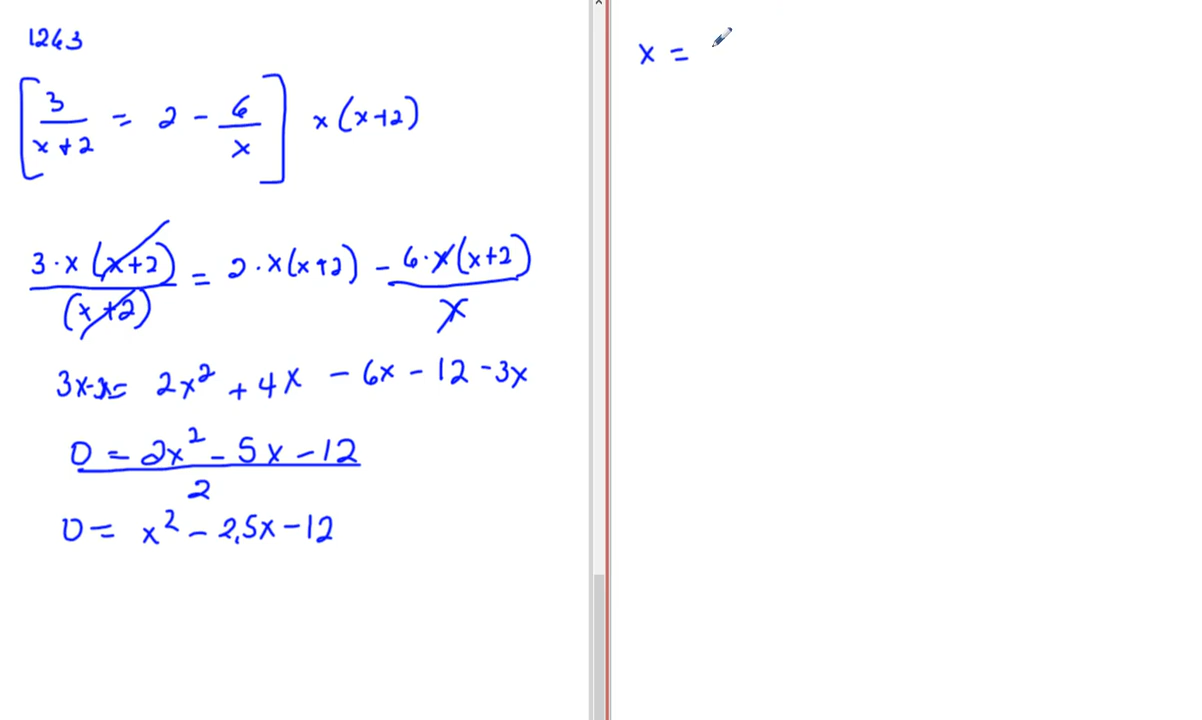 1263
[3/(x+2) = 2 - 6/x] x(x+2)
3·x(x+2)/(x+2) = 2·x(x+2) - 6·x(x+2)/x
3x-3x= 2x² + 4x - 6x - 12 -3x
0 = 2x² - 5x - 12 / 2
0 = x² - 2,5x - 12
x =